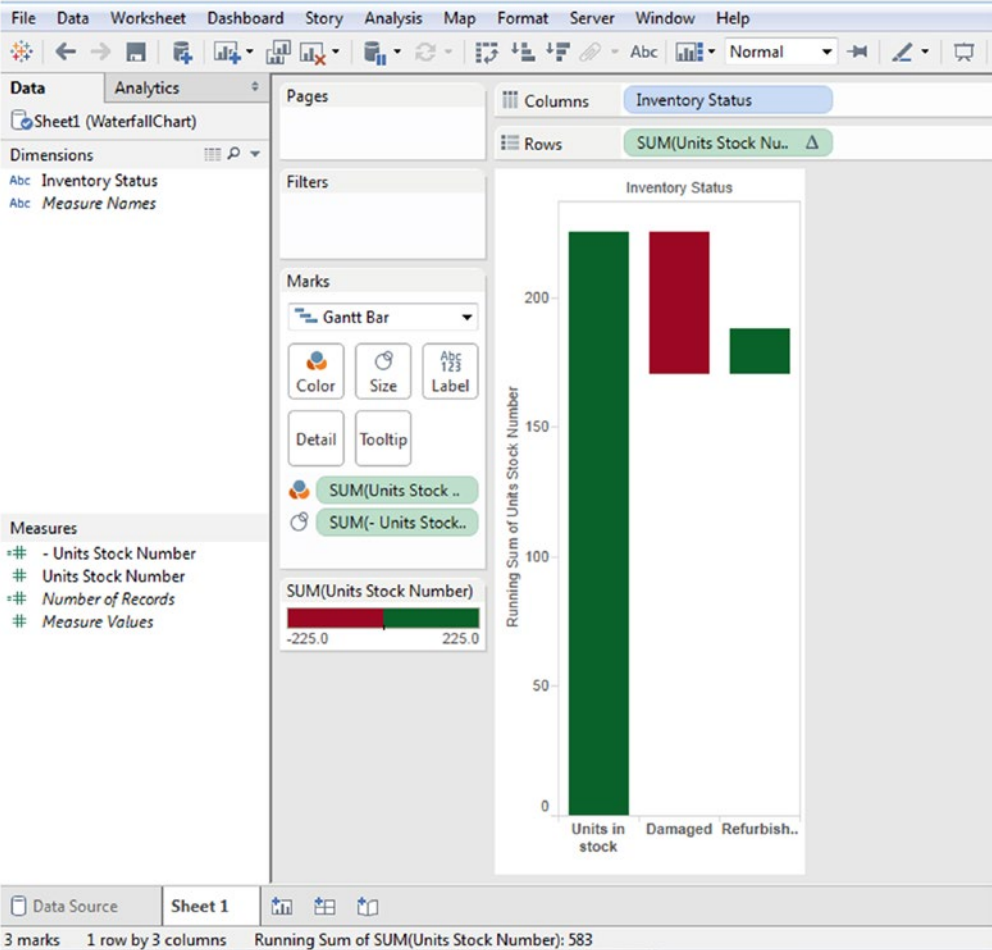 File Data Worksheet Dashboard Story Analysis Map Format Server Window Help
Abc Normal
Data Analytics
Sheet1 (WaterfallChart)
Dimensions
Abc Inventory Status
Abc Measure Names
Measures
- Units Stock Number
Units Stock Number
Number of Records
Measure Values
Pages
Filters
Marks
Gantt Bar
Color Size Abc 123 Label
Detail Tooltip
SUM(Units Stock ..
SUM(- Units Stock..
SUM(Units Stock Number)
-225.0 225.0
Columns Inventory Status
Rows SUM(Units Stock Nu.. Δ
Inventory Status
Running Sum of Units Stock Number
200
150
100
50
0
Units in stock
Damaged
Refurbish..
Data Source Sheet 1
3 marks 1 row by 3 columns Running Sum of SUM(Units Stock Number): 583